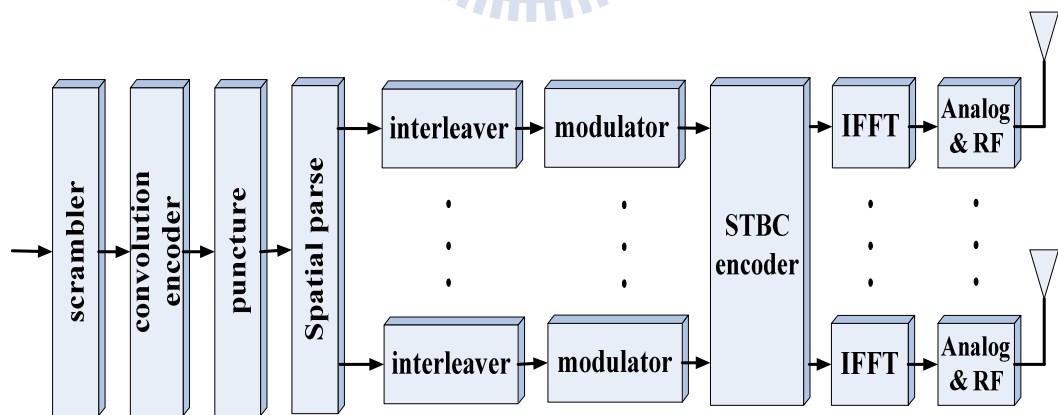 scrambler
convolution
encoder
puncture
Spatial parse
interleaver
modulator
STBC
encoder
IFFT
Analog
& RF
interleaver
modulator
IFFT
Analog
& RF